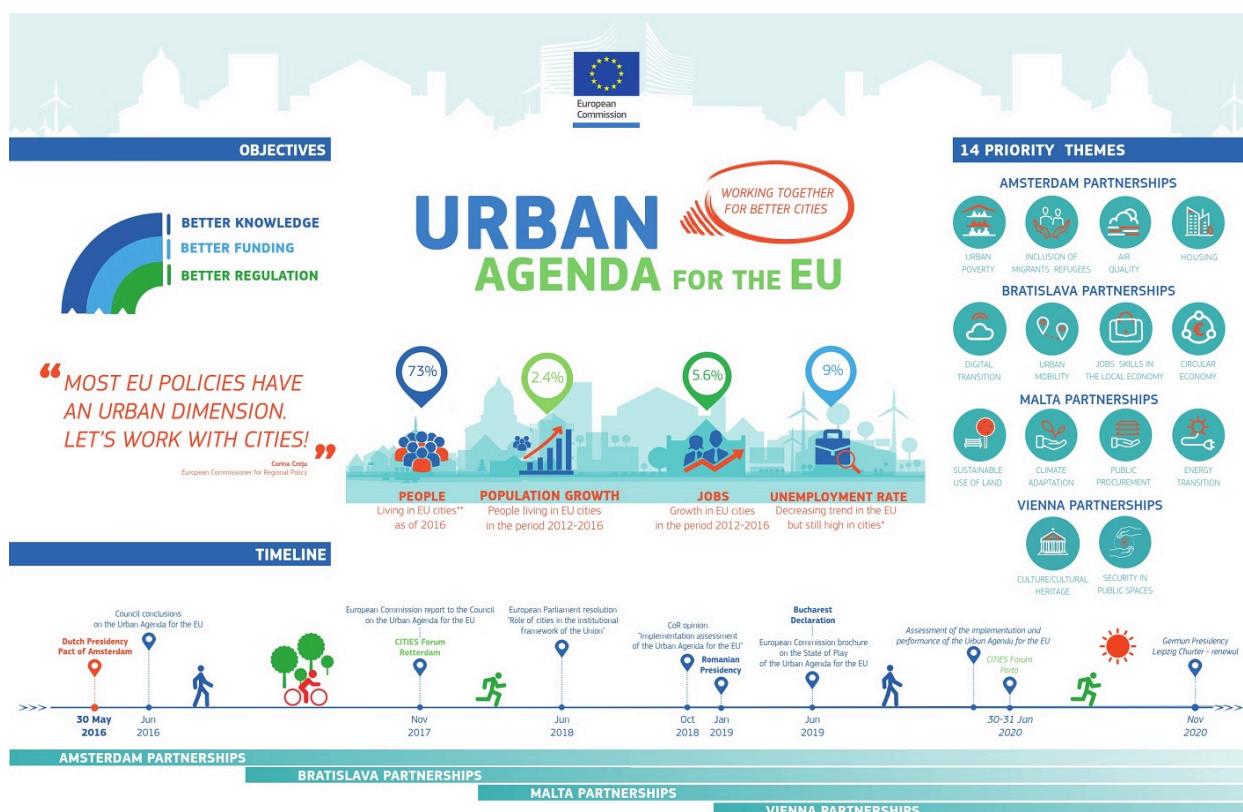 European
Commission
OBJECTIVES
BETTER KNOWLEDGE
BETTER FUNDING
BETTER REGULATION
“MOST EU POLICIES HAVE
AN URBAN DIMENSION.
LET'S WORK WITH CITIES!”
Corina Crețu
European Commissioner for Regional Policy
URBAN
AGENDA FOR THE EU
WORKING TOGETHER
FOR BETTER CITIES
73%
PEOPLE
Living in EU cities**
as of 2016
2.4%
POPULATION GROWTH
People living in EU cities
in the period 2012-2016
5.6%
JOBS
Growth in EU cities
in the period 2012-2016
9%
UNEMPLOYMENT RATE
Decreasing trend in the EU
but still high in cities*
14 PRIORITY THEMES
AMSTERDAM PARTNERSHIPS
URBAN
POVERTY
INCLUSION OF
MIGRANTS REFUGEES
AIR
QUALITY
HOUSING
BRATISLAVA PARTNERSHIPS
DIGITAL
TRANSITION
URBAN
MOBILITY
JOBS SKILLS IN
THE LOCAL ECONOMY
€
CIRCULAR
ECONOMY
MALTA PARTNERSHIPS
SUSTAINABLE
USE OF LAND
CLIMATE
ADAPTATION
PUBLIC
PROCUREMENT
ENERGY
TRANSITION
VIENNA PARTNERSHIPS
CULTURE/CULTURAL
HERITAGE
SECURITY IN
PUBLIC SPACES
TIMELINE
Dutch Presidency
Pact of Amsterdam
30 May
2016
Council conclusions
on the Urban Agenda for the EU
Jun
2016
European Commission report to the Council
on the Urban Agenda for the EU
CITIES Forum
Rotterdam
Nov
2017
European Parliament resolution
"Role of cities in the institutional
framework of the Union"
Jun
2018
CoR opinion
"Implementation assessment
of the Urban Agenda for the EU"
Oct
2018
Romanian
Presidency
Jan
2019
Bucharest
Declaration
European Commission brochure
on the State of Play
of the Urban Agenda for the EU
Jun
2019
Assessment of the implementation and
performance of the Urban Agenda for the EU
CITIES Forum
Porto
30-31 Jan
2020
German Presidency
Leipzig Charter - renewal
Nov
2020
AMSTERDAM PARTNERSHIPS
BRATISLAVA PARTNERSHIPS
MALTA PARTNERSHIPS
VIENNA PARTNERSHIPS